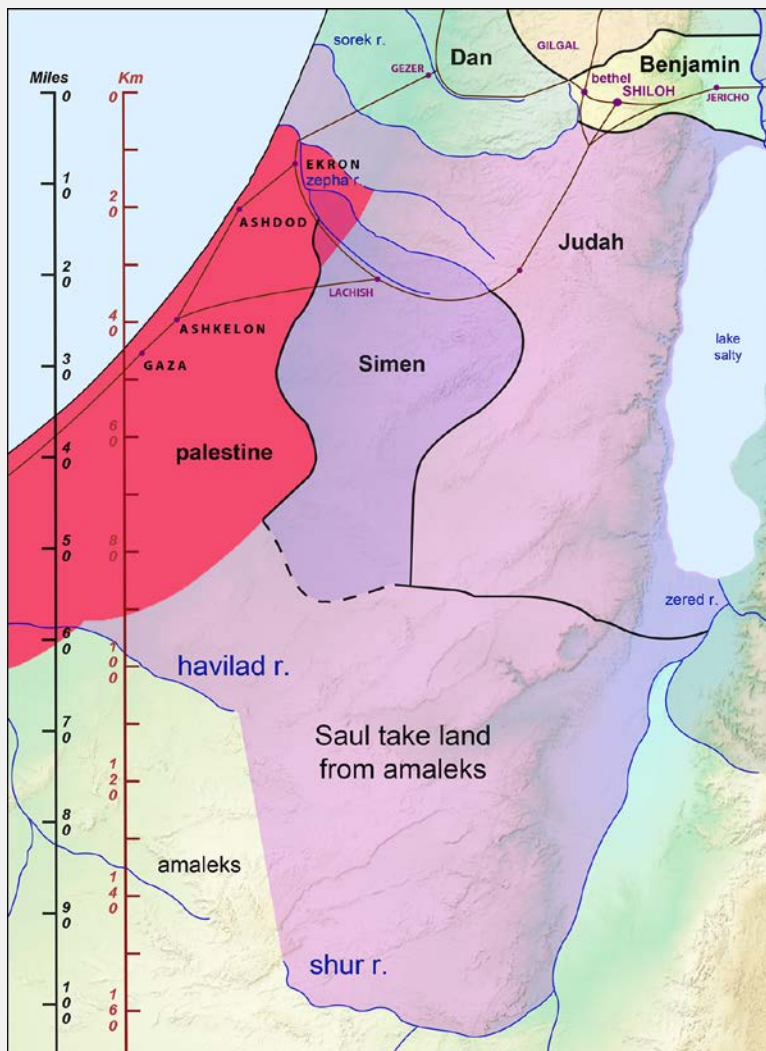 sorek r.
Dan
GILGAL
Benjamin
Miles
Km
GEZER
bethel
SHILOH
JERICHO
0
0
EKRON
zepha r.
10
20
ASHDOD
Judah
20
LACHISH
40
ASHKELON
30
GAZA
Simen
lake
salty
60
40
palestine
50
80
zered r.
60
100
havilad r.
70
Saul take land
from amaleks
120
80
amaleks
140
90
shur r.
100
160